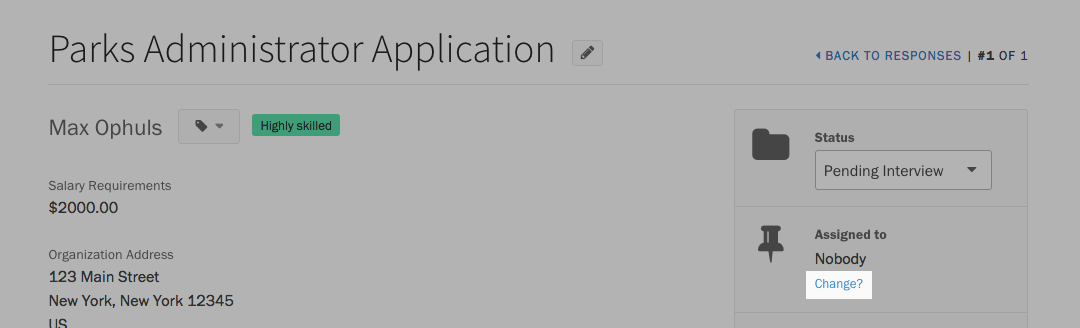 Parks Administrator Application
BACK TO RESPONSES | #1 OF 1
Max Ophuls
Highly skilled
Salary Requirements
$2000.00
Organization Address
123 Main Street
New York, New York 12345
US
Status
Pending Interview
Assigned to
Nobody
Change?